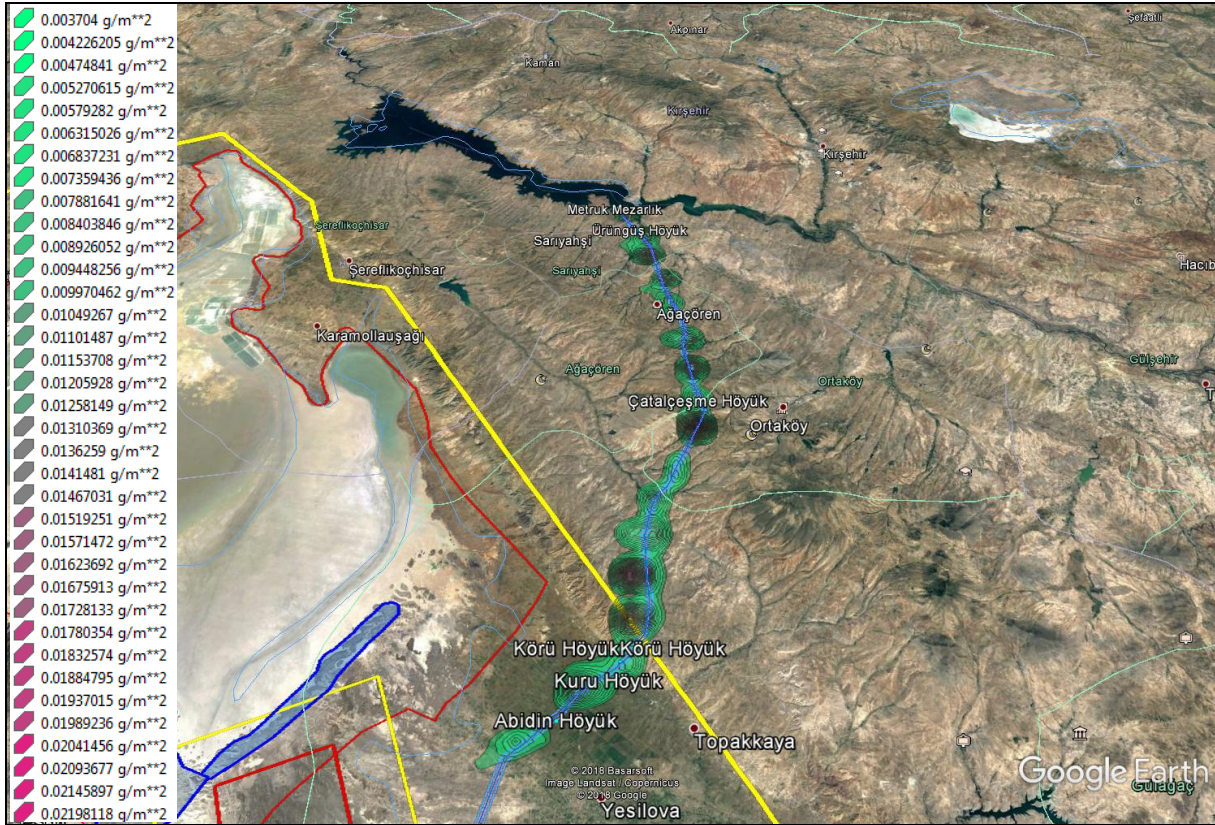 0.003704 g/m**2
0.004226205 g/m**2
0.00474841 g/m**2
0.005270615 g/m**2
0.00579282 g/m**2
0.006315026 g/m**2
0.006837231 g/m**2
0.007359436 g/m**2
0.007881641 g/m**2
0.008403846 g/m**2
0.008926052 g/m**2
0.009448256 g/m**2
0.009970462 g/m**2
0.01049267 g/m**2
0.01101487 g/m**2
0.01153708 g/m**2
0.01205928 g/m**2
0.01258149 g/m**2
0.01310369 g/m**2
0.0136259 g/m**2
0.0141481 g/m**2
0.01467031 g/m**2
0.01519251 g/m**2
0.01571472 g/m**2
0.01623692 g/m**2
0.01675913 g/m**2
0.01728133 g/m**2
0.01780354 g/m**2
0.01832574 g/m**2
0.01884795 g/m**2
0.01937015 g/m**2
0.01989236 g/m**2
0.02041456 g/m**2
0.02093677 g/m**2
0.02145897 g/m**2
0.02198118 g/m**2
Şefaatli
Akpınar
Kaman
Kırşehir
Kırşehir
Metruk Mezarlık
Şereflikoçhisar
Ürüngüş Höyük
Sarıyahşi
Hacıb
Şereflikoçhisar
Sarıyahşi
Ağaçören
Karamollauşağı
Gülşehir
Ağaçören
Ortaköy
Çatalçeşme Höyük
Ortaköy
Körü Höyük
Körü Höyük
Kuru Höyük
Abidin Höyük
Topakkaya
© 2018 Basarsoft
Image Landsat / Copernicus
© 2018 Google
Google Earth
Gülağaç
Yesilova